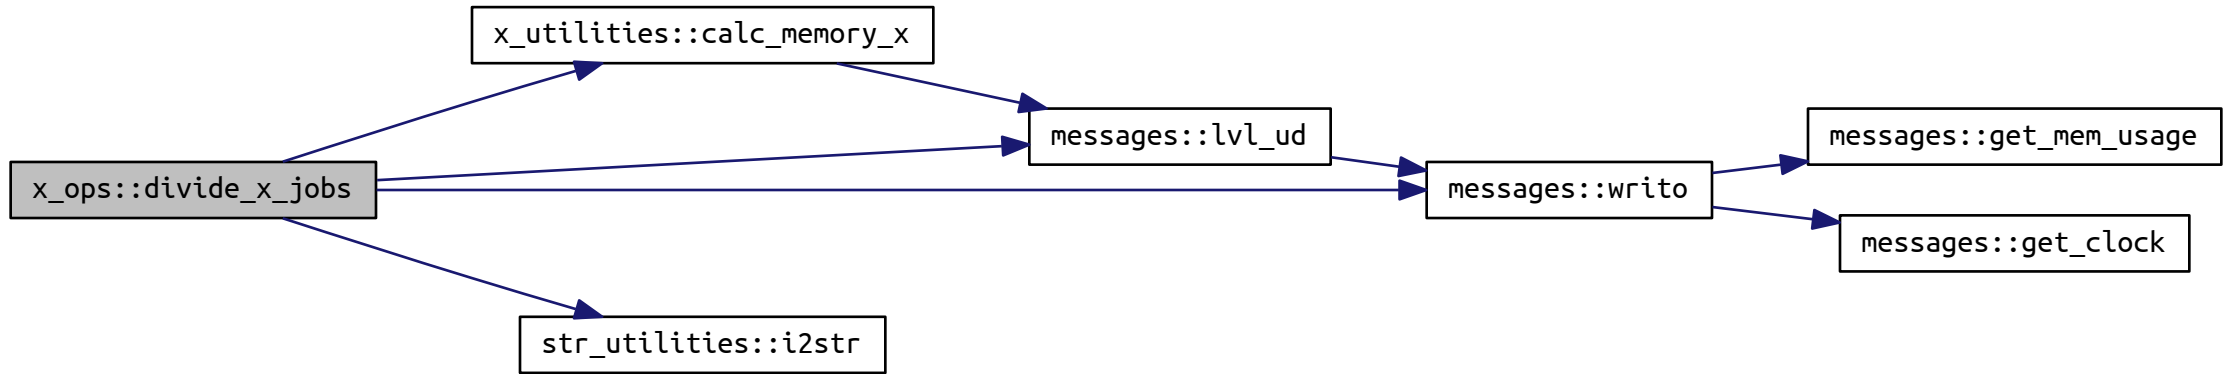 x_utilities::calc_memory_x
messages::lvl_ud
messages::get_mem_usage
x_ops::divide_x_jobs
messages::writo
messages::get_clock
str_utilities::i2str